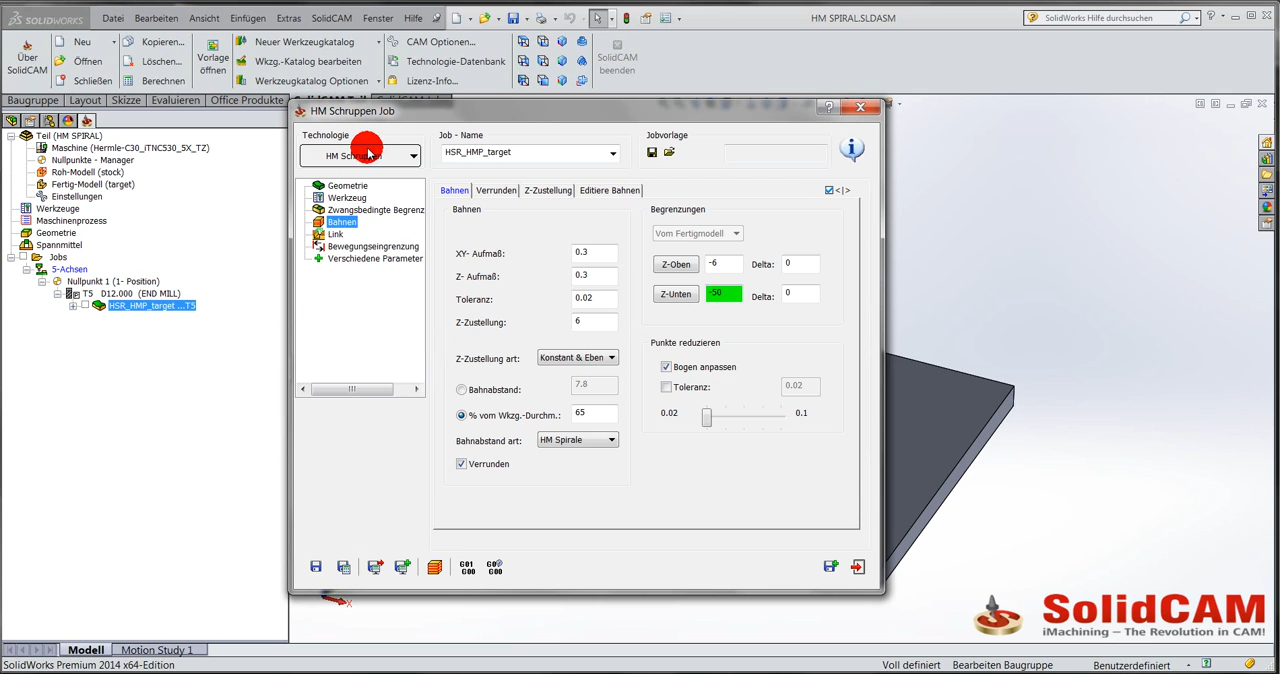 SOLIDWORKS Datei Bearbeiten Ansicht Einfügen Extras SolidCAM Fenster Hilfe HM SPIRAL.SLDASM SolidWorks Hilfe durchsuchen
Über SolidCAM
Neu
Öffnen
Schließen
Kopieren...
Löschen...
Berechnen
Vorlage öffnen
Neuer Werkzeugkatalog
Wkzg.-Katalog bearbeiten
Werkzeugkatalog Optionen
CAM Optionen...
Technologie-Datenbank
Lizenz-Info...
SolidCAM beenden
Baugruppe Layout Skizze Evaluieren Office Produkte
Teil (HM SPIRAL)
Maschine (Hermle-C30_iTNC530_5X_TZ)
Nullpunkte - Manager
Roh-Modell (stock)
Fertig-Modell (target)
Einstellungen
Werkzeuge
Maschinenprozess
Geometrie
Spannmittel
Jobs
5-Achsen
Nullpunkt 1 (1- Position)
T5 D12.000 (END MILL)
HSR_HMP_target ...T5
HM Schruppen Job
Technologie
Job - Name
HSR_HMP_target
Jobvorlage
Geometrie
Werkzeug
Zwangsbedingte Begrenz
Bahnen
Link
Bewegungseingrenzung
Verschiedene Parameter
Bahnen Verrunden Z-Zustellung Editiere Bahnen
< | >
Bahnen
XY- Aufmaß: 0.3
Z- Aufmaß: 0.3
Toleranz: 0.02
Z-Zustellung: 6
Z-Zustellung art: Konstant & Eben
Bahnabstand: 7.8
% vom Wkzg.-Durchm.: 65
Bahnabstand art: HM Spirale
Verrunden
Begrenzungen
Vom Fertigmodell
Z-Oben -6 Delta: 0
Z-Unten -50 Delta: 0
Punkte reduzieren
Bogen anpassen
Toleranz: 0.02
0.02 0.1
G01 G00
X
SolidCAM
iMachining – The Revolution in CAM!
Modell Motion Study 1
SolidWorks Premium 2014 x64-Edition Voll definiert Bearbeiten Baugruppe Benutzerdefiniert